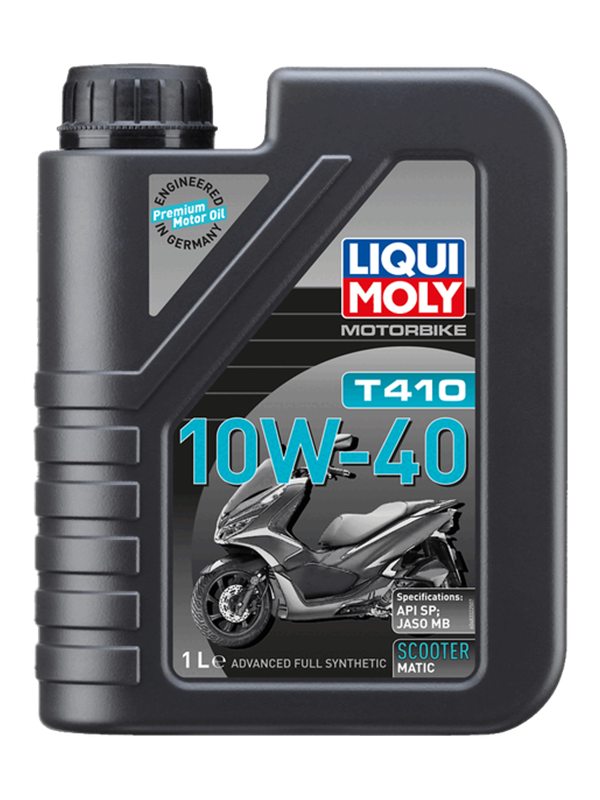 ENGINEERED
Premium
Motor Oil
IN GERMANY
LIQUI
MOLY
MOTORBIKE
T410
10W-40
Specifications:
API SP;
JASO MB
1 L℮ ADVANCED FULL SYNTHETIC
SCOOTER
MATIC